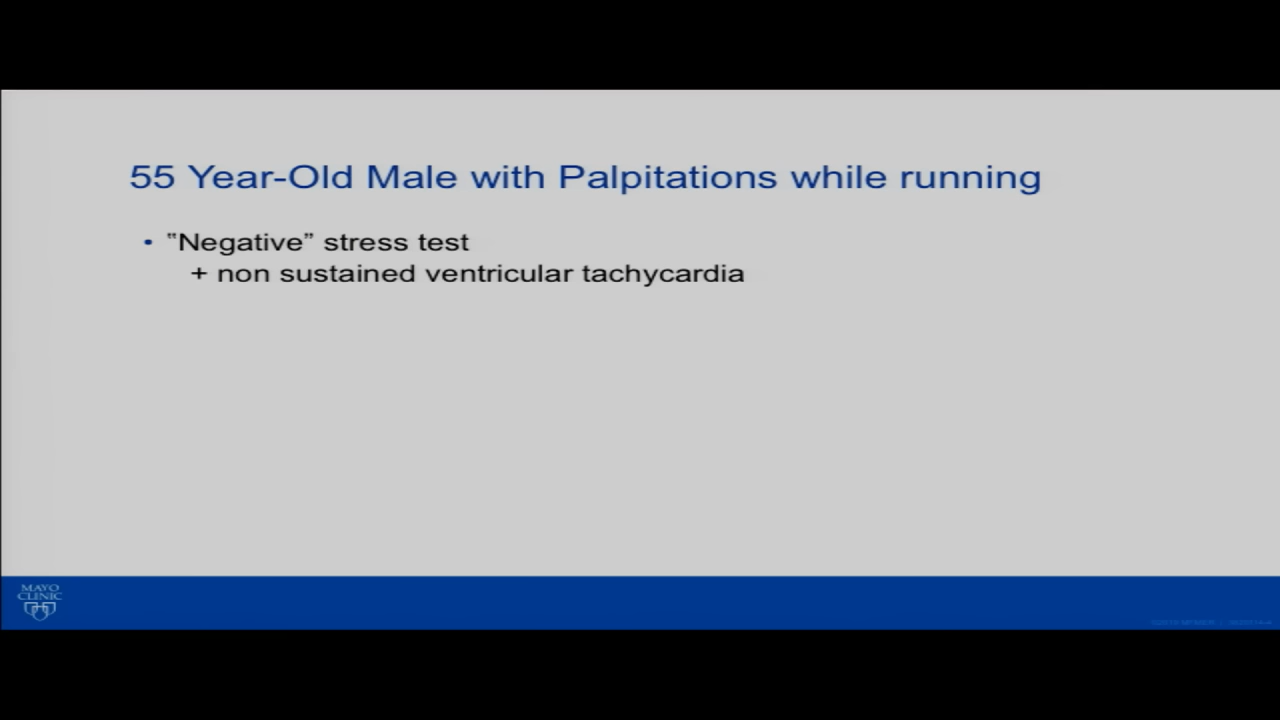 55 Year-Old Male with Palpitations while running
• "Negative” stress test
+ non sustained ventricular tachycardia
MAYO
CLINIC